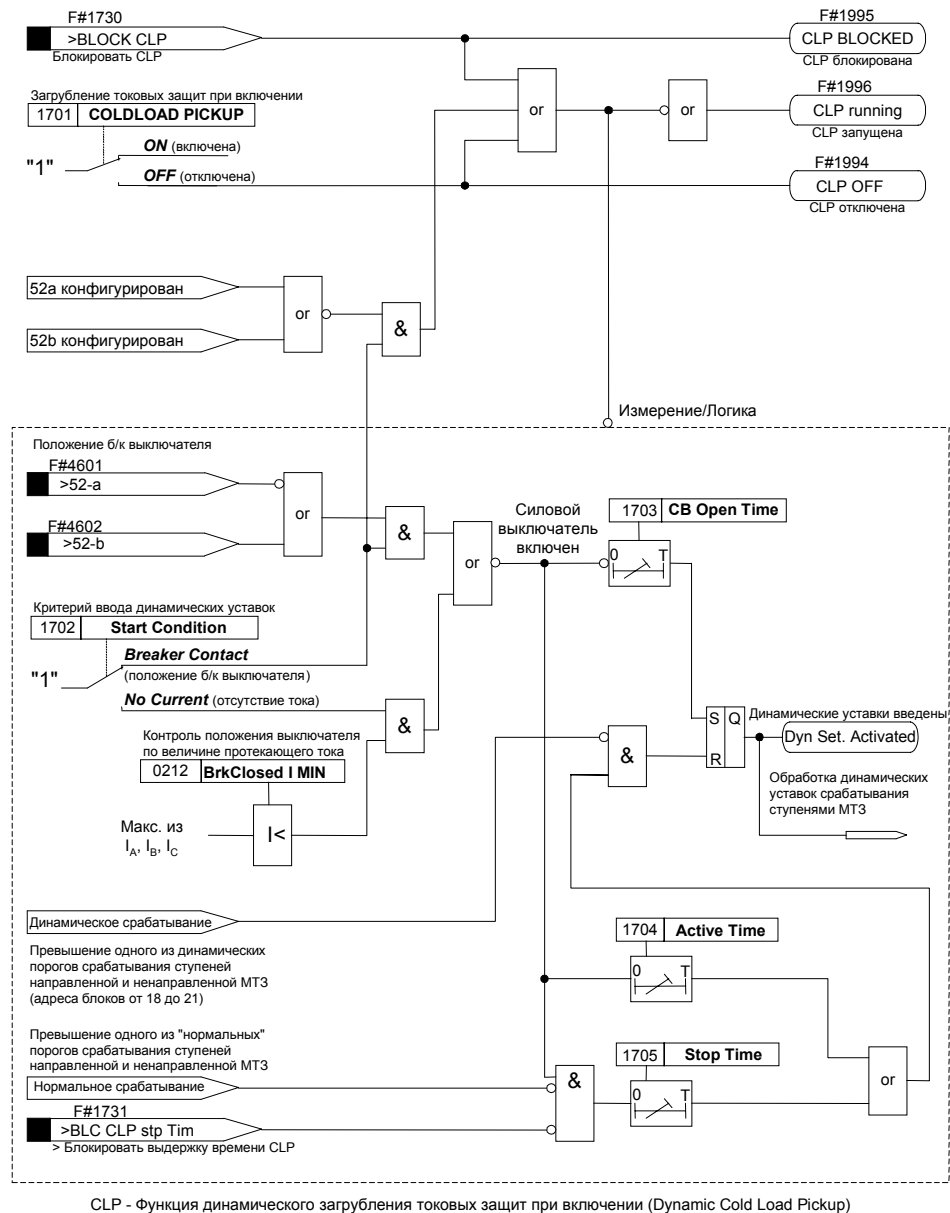 F#1730
>BLOCK CLP
Блокировать CLP
F#1995
CLP BLOCKED
CLP блокирована
Загрубление токовых защит при включении
1701 COLDLOAD PICKUP
"1"
ON (включена)
OFF (отключена)
or
or
F#1996
CLP running
CLP запущена
F#1994
CLP OFF
CLP отключена
52a конфигурирован
52b конфигурирован
or
&
Измерение/Логика
Положение б/к выключателя
F#4601
>52-a
F#4602
>52-b
or
&
or
Силовой
выключатель
включен
1703 CB Open Time
0 T
Критерий ввода динамических уставок
1702 Start Condition
"1"
Breaker Contact
(положение б/к выключателя)
No Current (отсутствие тока)
&
Контроль положения выключателя
по величине протекающего тока
0212 BrkClosed I MIN
Макс. из
IA, IB, IC
I<
&
S Q
R
Динамические уставки введены
Dyn Set. Activated
Обработка динамических
уставок срабатывания
ступенями МТЗ
Динамическое срабатывание
Превышение одного из динамических
порогов срабатывания ступеней
направленной и ненаправленной МТЗ
(адреса блоков от 18 до 21)
1704 Active Time
0 T
Превышение одного из "нормальных"
порогов срабатывания ступеней
направленной и ненаправленной МТЗ
Нормальное срабатывание
F#1731
>BLC CLP stp Tim
> Блокировать выдержку времени CLP
&
1705 Stop Time
0 T
or
CLP - Функция динамического загрубления токовых защит при включении (Dynamic Cold Load Pickup)